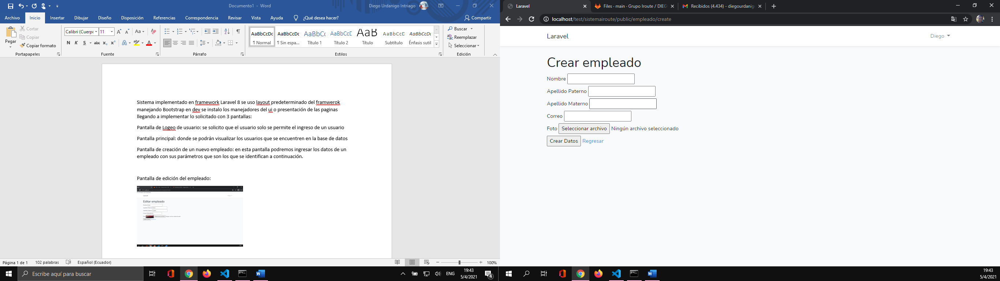 Documento1 - Word
Diego Urdanigo Intriago
Archivo Inicio Insertar Dibujar Diseño Disposición Referencias Correspondencia Revisar Vista Ayuda ¿Qué desea hacer? Compartir
Pegar
Cortar
Copiar
Copiar formato
Portapapeles
Calibri (Cuerpo 11
Aa
N K S abc x₂ x²
Fuente
Párrafo
AaBbCcDc AaBbCcDc AaBbCc AaBbCcD AaB AaBbCcD AaBbCcDc
¶ Normal ¶ Sin espa... Título 1 Título 2 Título Subtítulo Énfasis sutil
Estilos
Buscar
Reemplazar
Seleccionar
Edición
Sistema implementado en framework Laravel 8 se uso layout predeterminado del framwerok
manejando Bootstrap en dev se instalo los manejadores del ui o presentación de las paginas
llegando a implementar lo solicitado con 3 pantallas:
Pantalla de Logeo de usuario: se solicito que el usuario solo se permite el ingreso de un usuario
Pantalla principal: donde se podrán visualizar los usuarios que se encuentren en la base de datos
Pantalla de creación de un nuevo empleado: en esta pantalla podremos ingresar los datos de un
empleado con sus parámetros que son los que se identifican a continuación.
Pantalla de edición del empleado:
Editar empleado
Página 1 de 1 102 palabras Español (Ecuador) 100%
Escribe aquí para buscar
ENG
19:43
5/4/2021
4
Laravel
Files · main · Grupo Iroute / DIEG
Recibidos (4.434) - diegourdanig
localhost/test/sistemairoute/public/empleado/create
Laravel
Diego
Crear empleado
Nombre
Apellido Paterno
Apellido Materno
Correo
Foto Seleccionar archivo Ningún archivo seleccionado
Crear Datos Regresar
19:43
5/4/2021